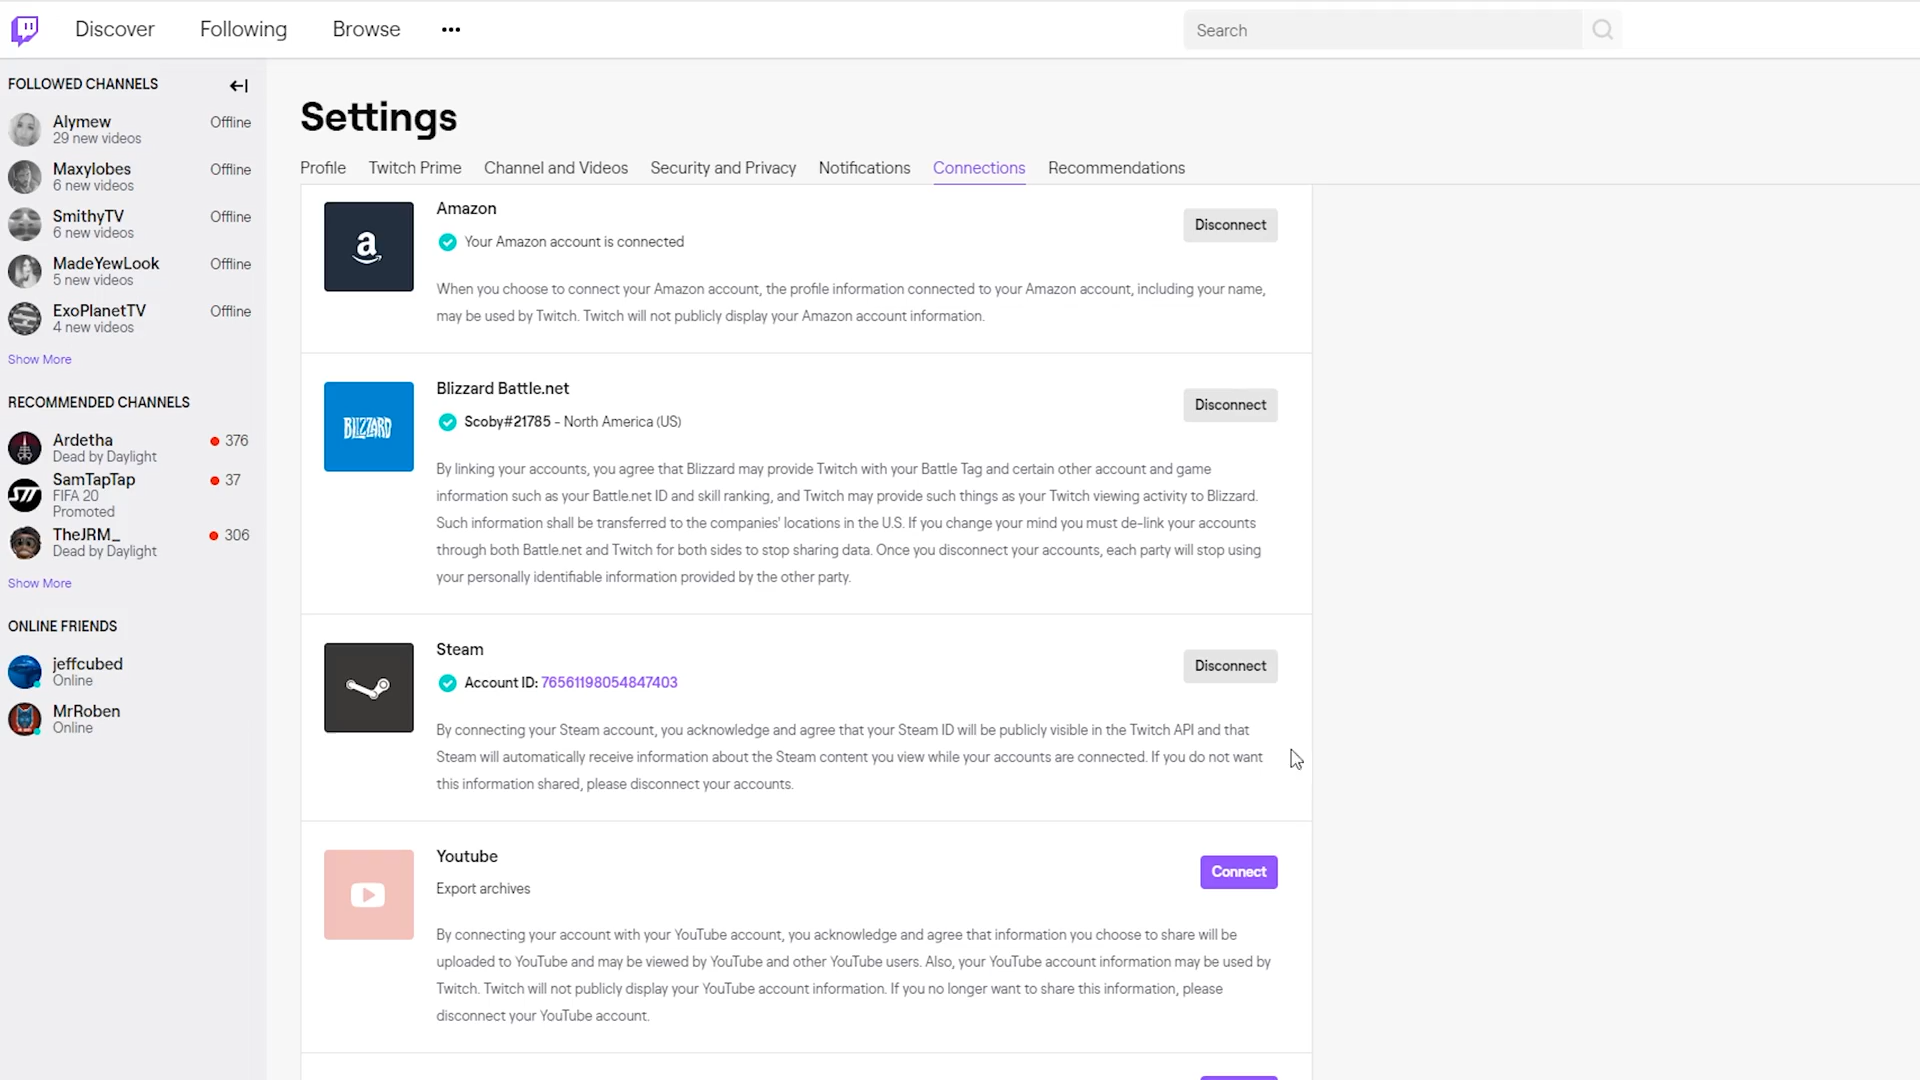 Discover
Following
Browse
•••
Search
FOLLOWED CHANNELS
Alymew
Offline
29 new videos
Maxylobes
Offline
6 new videos
SmithyTV
Offline
6 new videos
MadeYewLook
Offline
5 new videos
ExoPlanetTV
Offline
4 new videos
Show More
RECOMMENDED CHANNELS
Ardetha
376
Dead by Daylight
SamTapTap
37
FIFA 20
Promoted
TheJRM_
306
Dead by Daylight
Show More
ONLINE FRIENDS
jeffcubed
Online
MrRoben
Online
Settings
Profile
Twitch Prime
Channel and Videos
Security and Privacy
Notifications
Connections
Recommendations
a
Amazon
Disconnect
Your Amazon account is connected
When you choose to connect your Amazon account, the profile information connected to your Amazon account, including your name,
may be used by Twitch. Twitch will not publicly display your Amazon account information.
BLIZZARD
Blizzard Battle.net
Disconnect
Scoby#21785 - North America (US)
By linking your accounts, you agree that Blizzard may provide Twitch with your Battle Tag and certain other account and game
information such as your Battle.net ID and skill ranking, and Twitch may provide such things as your Twitch viewing activity to Blizzard.
Such information shall be transferred to the companies' locations in the U.S. If you change your mind you must de-link your accounts
through both Battle.net and Twitch for both sides to stop sharing data. Once you disconnect your accounts, each party will stop using
your personally identifiable information provided by the other party.
Steam
Disconnect
Account ID: 76561198054847403
By connecting your Steam account, you acknowledge and agree that your Steam ID will be publicly visible in the Twitch API and that
Steam will automatically receive information about the Steam content you view while your accounts are connected. If you do not want
this information shared, please disconnect your accounts.
Youtube
Connect
Export archives
By connecting your account with your YouTube account, you acknowledge and agree that information you choose to share will be
uploaded to YouTube and may be viewed by YouTube and other YouTube users. Also, your YouTube account information may be used by
Twitch. Twitch will not publicly display your YouTube account information. If you no longer want to share this information, please
disconnect your YouTube account.